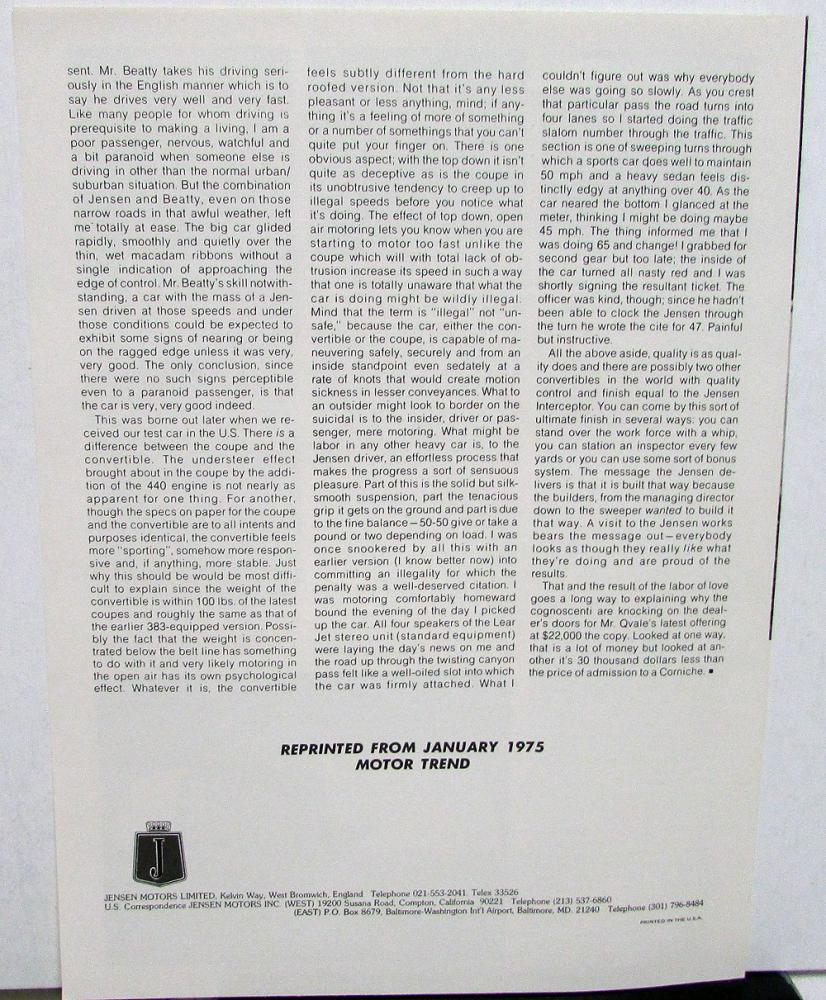 sent. Mr. Beatty takes his driving seri-
ously in the English manner which is to
say he drives very well and very fast.
Like many people for whom driving is
prerequisite to making a living, I am a
poor passenger, nervous, watchful and
a bit paranoid when someone else is
driving in other than the normal urban/
suburban situation. But the combination
of Jensen and Beatty, even on those
narrow roads in that awful weather, left
me totally at ease. The big car glided
rapidly, smoothly and quietly over the
thin, wet macadam ribbons without a
single indication of approaching the
edge of control. Mr. Beatty's skill notwith-
standing, a car with the mass of a Jen-
sen driven at those speeds and under
those conditions could be expected to
exhibit some signs of nearing or being
on the ragged edge unless it was very,
very good. The only conclusion, since
there were no such signs perceptible
even to a paranoid passenger, is that
the car is very, very good indeed.
This was borne out later when we re-
ceived our test car in the U.S. There is a
difference between the coupe and the
convertible. The understeer effect
brought about in the coupe by the addi-
tion of the 440 engine is not nearly as
apparent for one thing. For another,
though the specs on paper for the coupe
and the convertible are to all intents and
purposes identical, the convertible feels
more "sporting", somehow more respon-
sive and, if anything, more stable. Just
why this should be would be most diffi-
cult to explain since the weight of the
convertible is within 100 lbs. of the latest
coupes and roughly the same as that of
the earlier 383-equipped version. Possi-
bly the fact that the weight is concen-
trated below the belt line has something
to do with it and very likely motoring in
the open air has its own psychological
effect. Whatever it is, the convertible
feels subtly different from the hard
roofed version. Not that it's any less
pleasant or less anything, mind; if any-
thing it's a feeling of more of something
or a number of somethings that you can't
quite put your finger on. There is one
obvious aspect; with the top down it isn't
quite as deceptive as is the coupe in
its unobtrusive tendency to creep up to
illegal speeds before you notice what
it's doing. The effect of top down, open
air motoring lets you know when you are
starting to motor too fast unlike the
coupe which will with total lack of ob-
trusion increase its speed in such a way
that one is totally unaware that what the
car is doing might be wildly illegal.
Mind that the term is "illegal" not "un-
safe," because the car, either the con-
vertible or the coupe, is capable of ma-
neuvering safely, securely and from an
inside standpoint even sedately at a
rate of knots that would create motion
sickness in lesser conveyances. What to
an outsider might look to border on the
suicidal is to the insider, driver or pas-
senger, mere motoring. What might be
labor in any other heavy car is, to the
Jensen driver, an effortless process that
makes the progress a sort of sensuous
pleasure. Part of this is the solid but silk-
smooth suspension, part the tenacious
grip it gets on the ground and part is due
to the fine balance—50-50 give or take a
pound or two depending on load. I was
once snookered by all this with an
earlier version (I know better now) into
committing an illegality for which the
penalty was a well-deserved citation. I
was motoring comfortably homeward
bound the evening of the day I picked
up the car. All four speakers of the Lear
Jet stereo unit (standard equipment)
were laying the day's news on me and
the road up through the twisting canyon
pass felt like a well-oiled slot into which
the car was firmly attached. What I
couldn't figure out was why everybody
else was going so slowly. As you crest
that particular pass the road turns into
four lanes so I started doing the traffic
slalom number through the traffic. This
section is one of sweeping turns through
which a sports car does well to maintain
50 mph and a heavy sedan feels dis-
tinctly edgy at anything over 40. As the
car neared the bottom I glanced at the
meter, thinking I might be doing maybe
45 mph. The thing informed me that I
was doing 65 and change! I grabbed for
second gear but too late; the inside of
the car turned all nasty red and I was
shortly signing the resultant ticket. The
officer was kind, though; since he hadn't
been able to clock the Jensen through
the turn he wrote the cite for 47. Painful
but instructive.
All the above aside, quality is as qual-
ity does and there are possibly two other
convertibles in the world with quality
control and finish equal to the Jensen
Interceptor. You can come by this sort of
ultimate finish in several ways: you can
stand over the work force with a whip,
you can station an inspector every few
yards or you can use some sort of bonus
system. The message the Jensen de-
livers is that it is built that way because
the builders, from the managing director
down to the sweeper wanted to build it
that way. A visit to the Jensen works
bears the message out—everybody
looks as though they really like what
they're doing and are proud of the
results.
That and the result of the labor of love
goes a long way to explaining why the
cognoscenti are knocking on the deal-
er's doors for Mr. Qvale's latest offering
at $22,000 the copy. Looked at one way,
that is a lot of money but looked at an-
other it's 30 thousand dollars less than
the price of admission to a Corniche. ■
REPRINTED FROM JANUARY 1975
MOTOR TREND
J
JENSEN MOTORS LIMITED, Kelvin Way, West Bromwich, England Telephone 021-553-2041 Telex 33526
U.S. Correspondence JENSEN MOTORS INC. (WEST) 19200 Susana Road, Compton, California 90221 Telephone (213) 537-6860
(EAST) P.O. Box 8679, Baltimore-Washington Int'l Airport, Baltimore, MD. 21240 Telephone (301) 796-8484
PRINTED IN THE U.S.A.